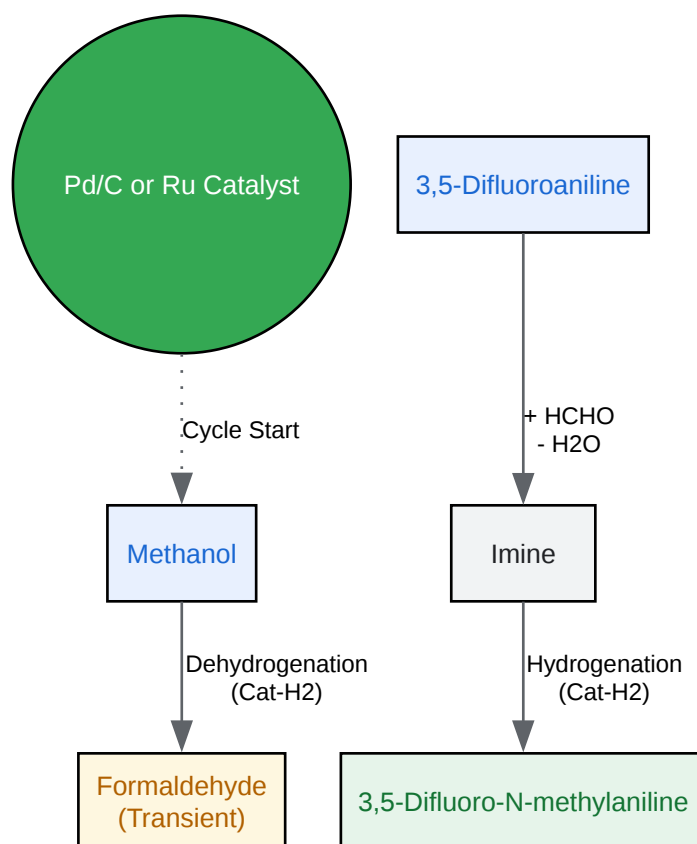 Pd/C or Ru Catalyst
3,5-Difluoroaniline
Cycle Start
+ HCHO
- H2O
Methanol
Imine
Dehydrogenation
(Cat-H2)
Hydrogenation
(Cat-H2)
Formaldehyde
(Transient)
3,5-Difluoro-N-methylaniline